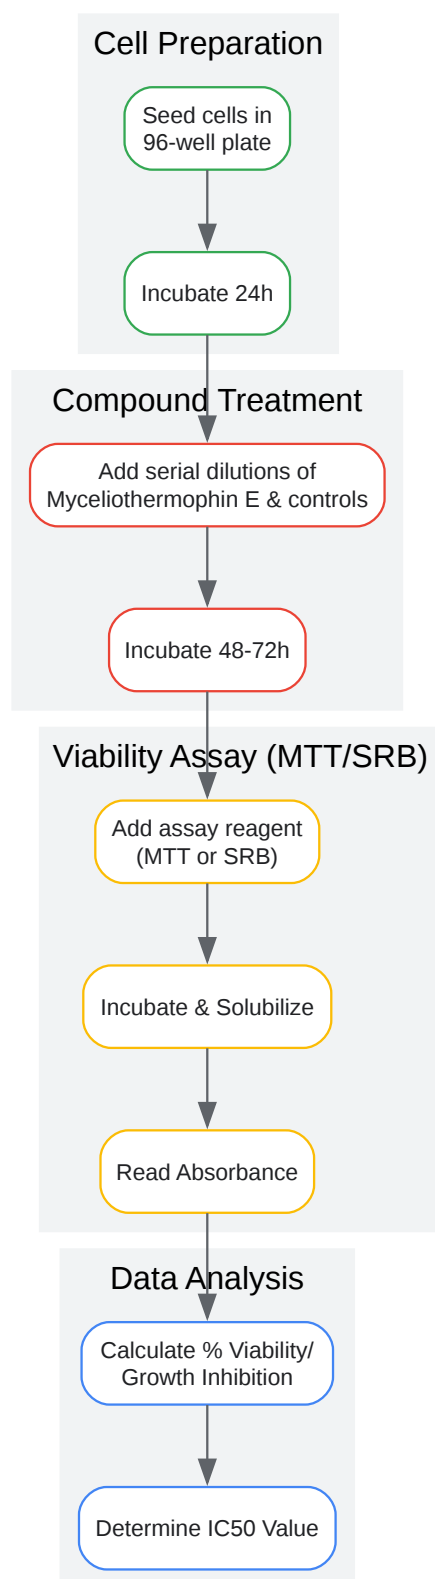 Cell Preparation
Seed cells in
96-well plate
Incubate 24h
Compound Treatment
Add serial dilutions of
Myceliothermophin E & controls
Incubate 48-72h
Viability Assay (MTT/SRB)
Add assay reagent
(MTT or SRB)
Incubate & Solubilize
Read Absorbance
Data Analysis
Calculate % Viability/
Growth Inhibition
Determine IC50 Value